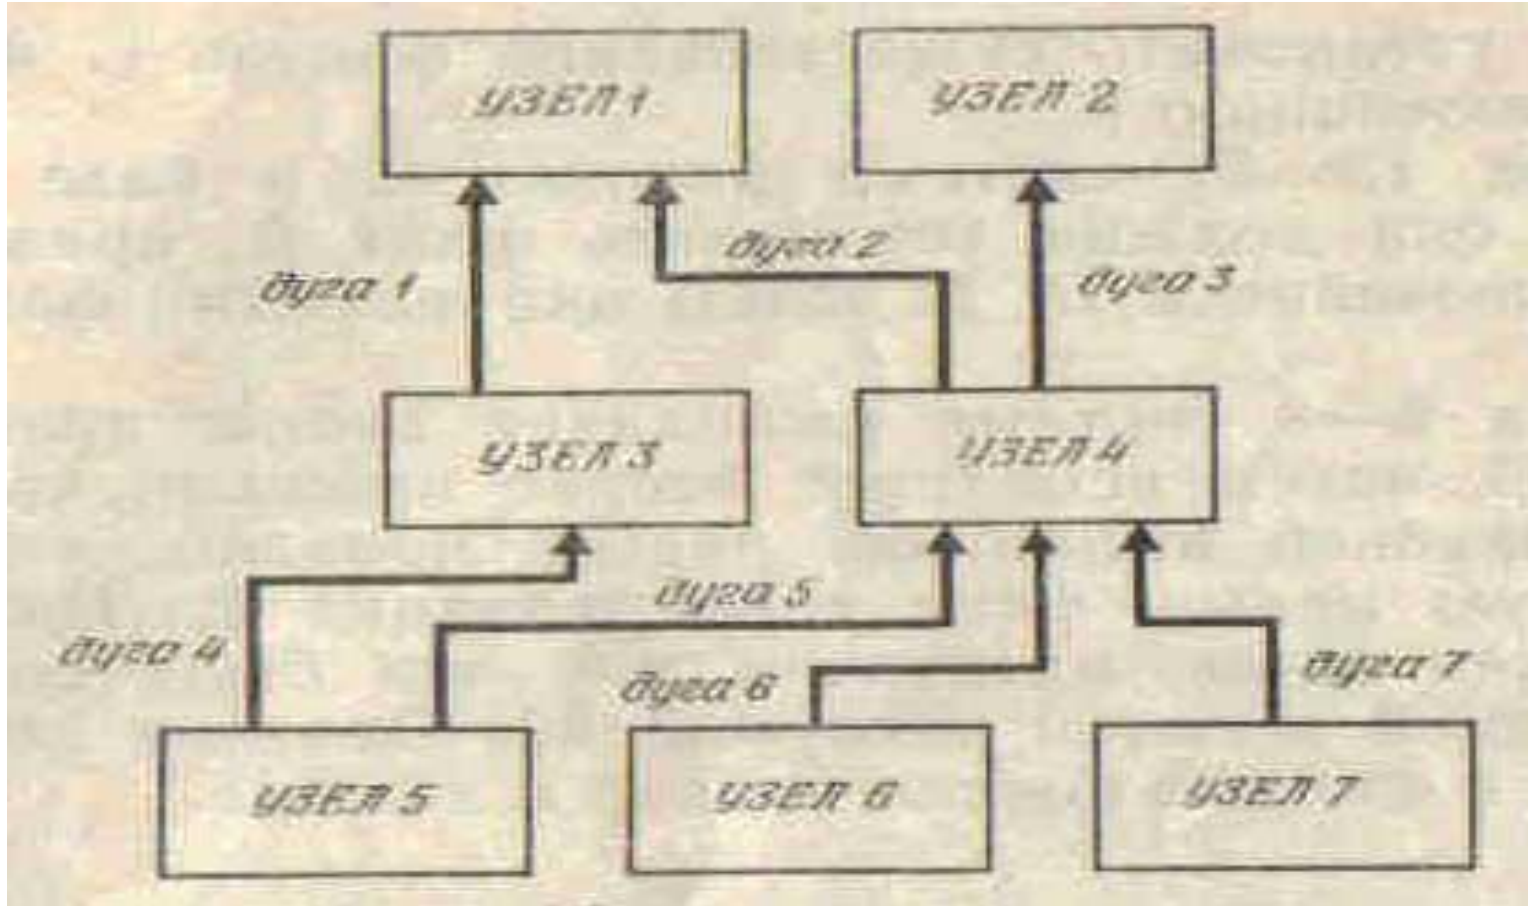 УЗЕЛ 1
УЗЕЛ 2
дуга 2
дуга 1
дуга 3
УЗЕЛ 3
УЗЕЛ 4
дуга 5
дуга 4
дуга 6
дуга 7
УЗЕЛ 5
УЗЕЛ 6
УЗЕЛ 7